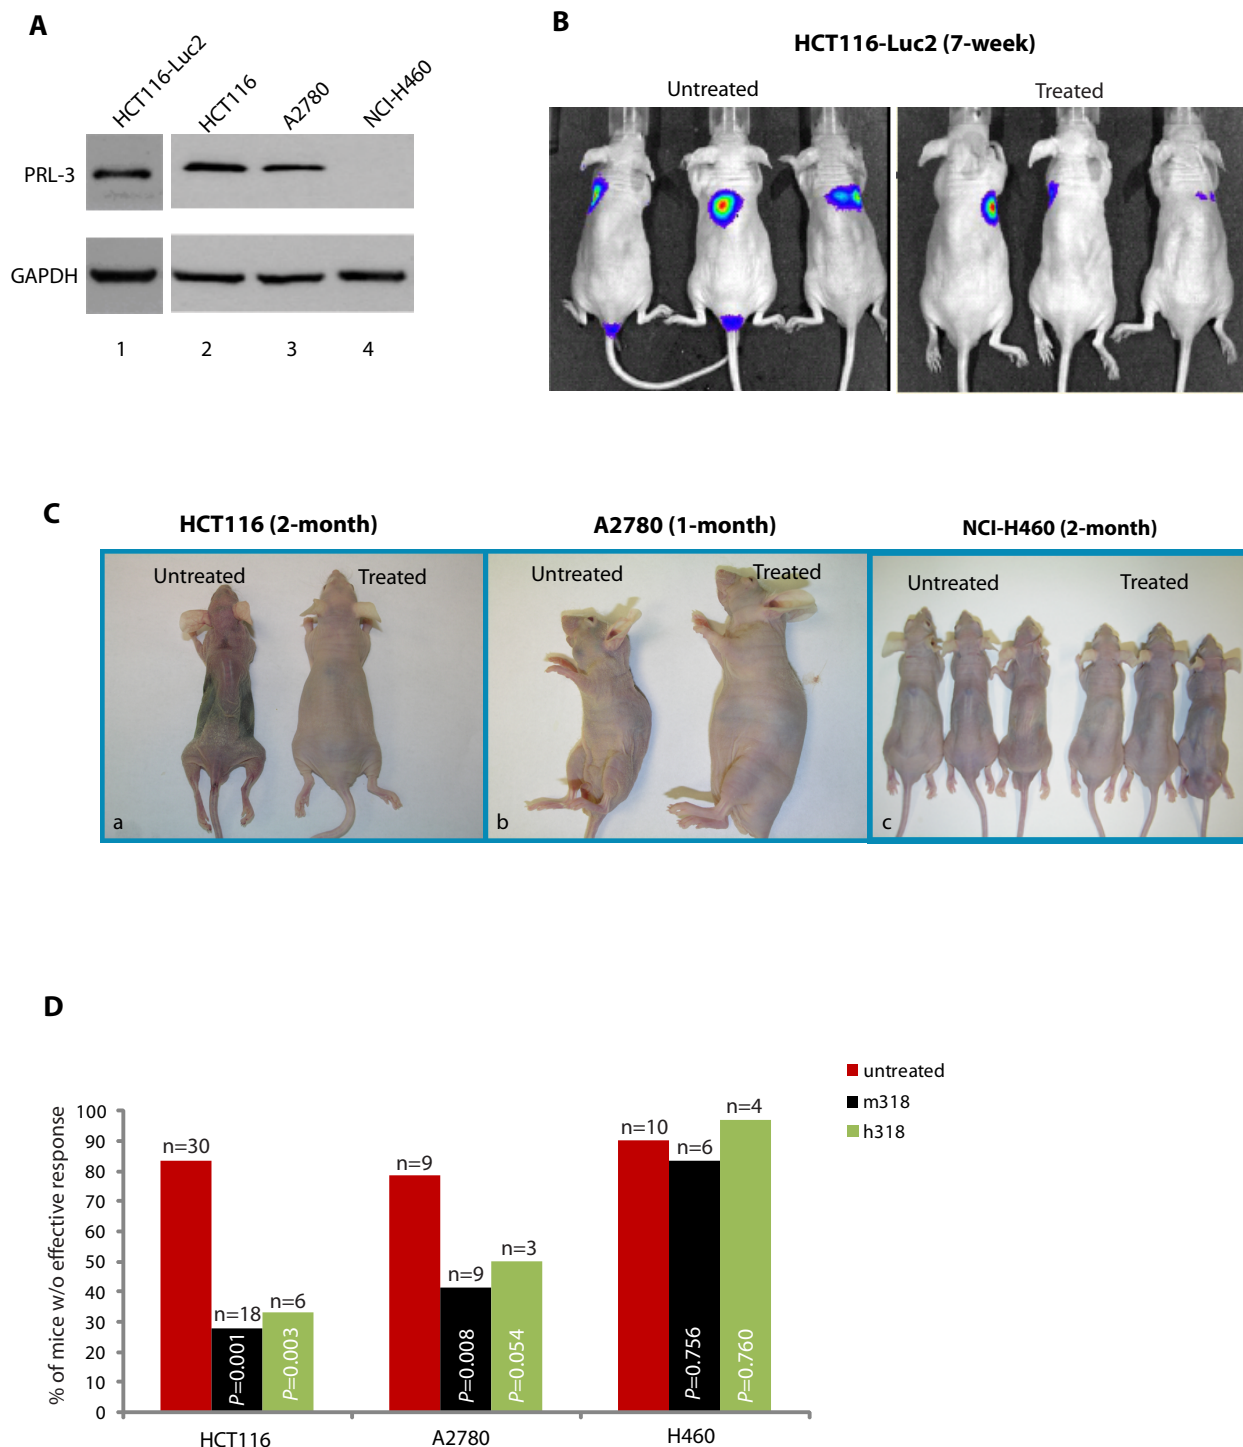 A
HCT116-Luc2
HCT116
A2780
NCI-H460
PRL-3
GAPDH
1 2 3 4
B
HCT116-Luc2 (7-week)
Untreated Treated
C
HCT116 (2-month)
A2780 (1-month)
NCI-H460 (2-month)
Untreated Treated
Untreated Treated
Untreated Treated
a
b
c
D
untreated
m318
h318
% of mice w/o effective response
100
90
80
70
60
50
40
30
20
10
0
n=30
n=18
n=6
n=9
n=9
n=3
n=10
n=6
n=4
P=0.001
P=0.003
P=0.008
P=0.054
P=0.756
P=0.760
HCT116
A2780
H460